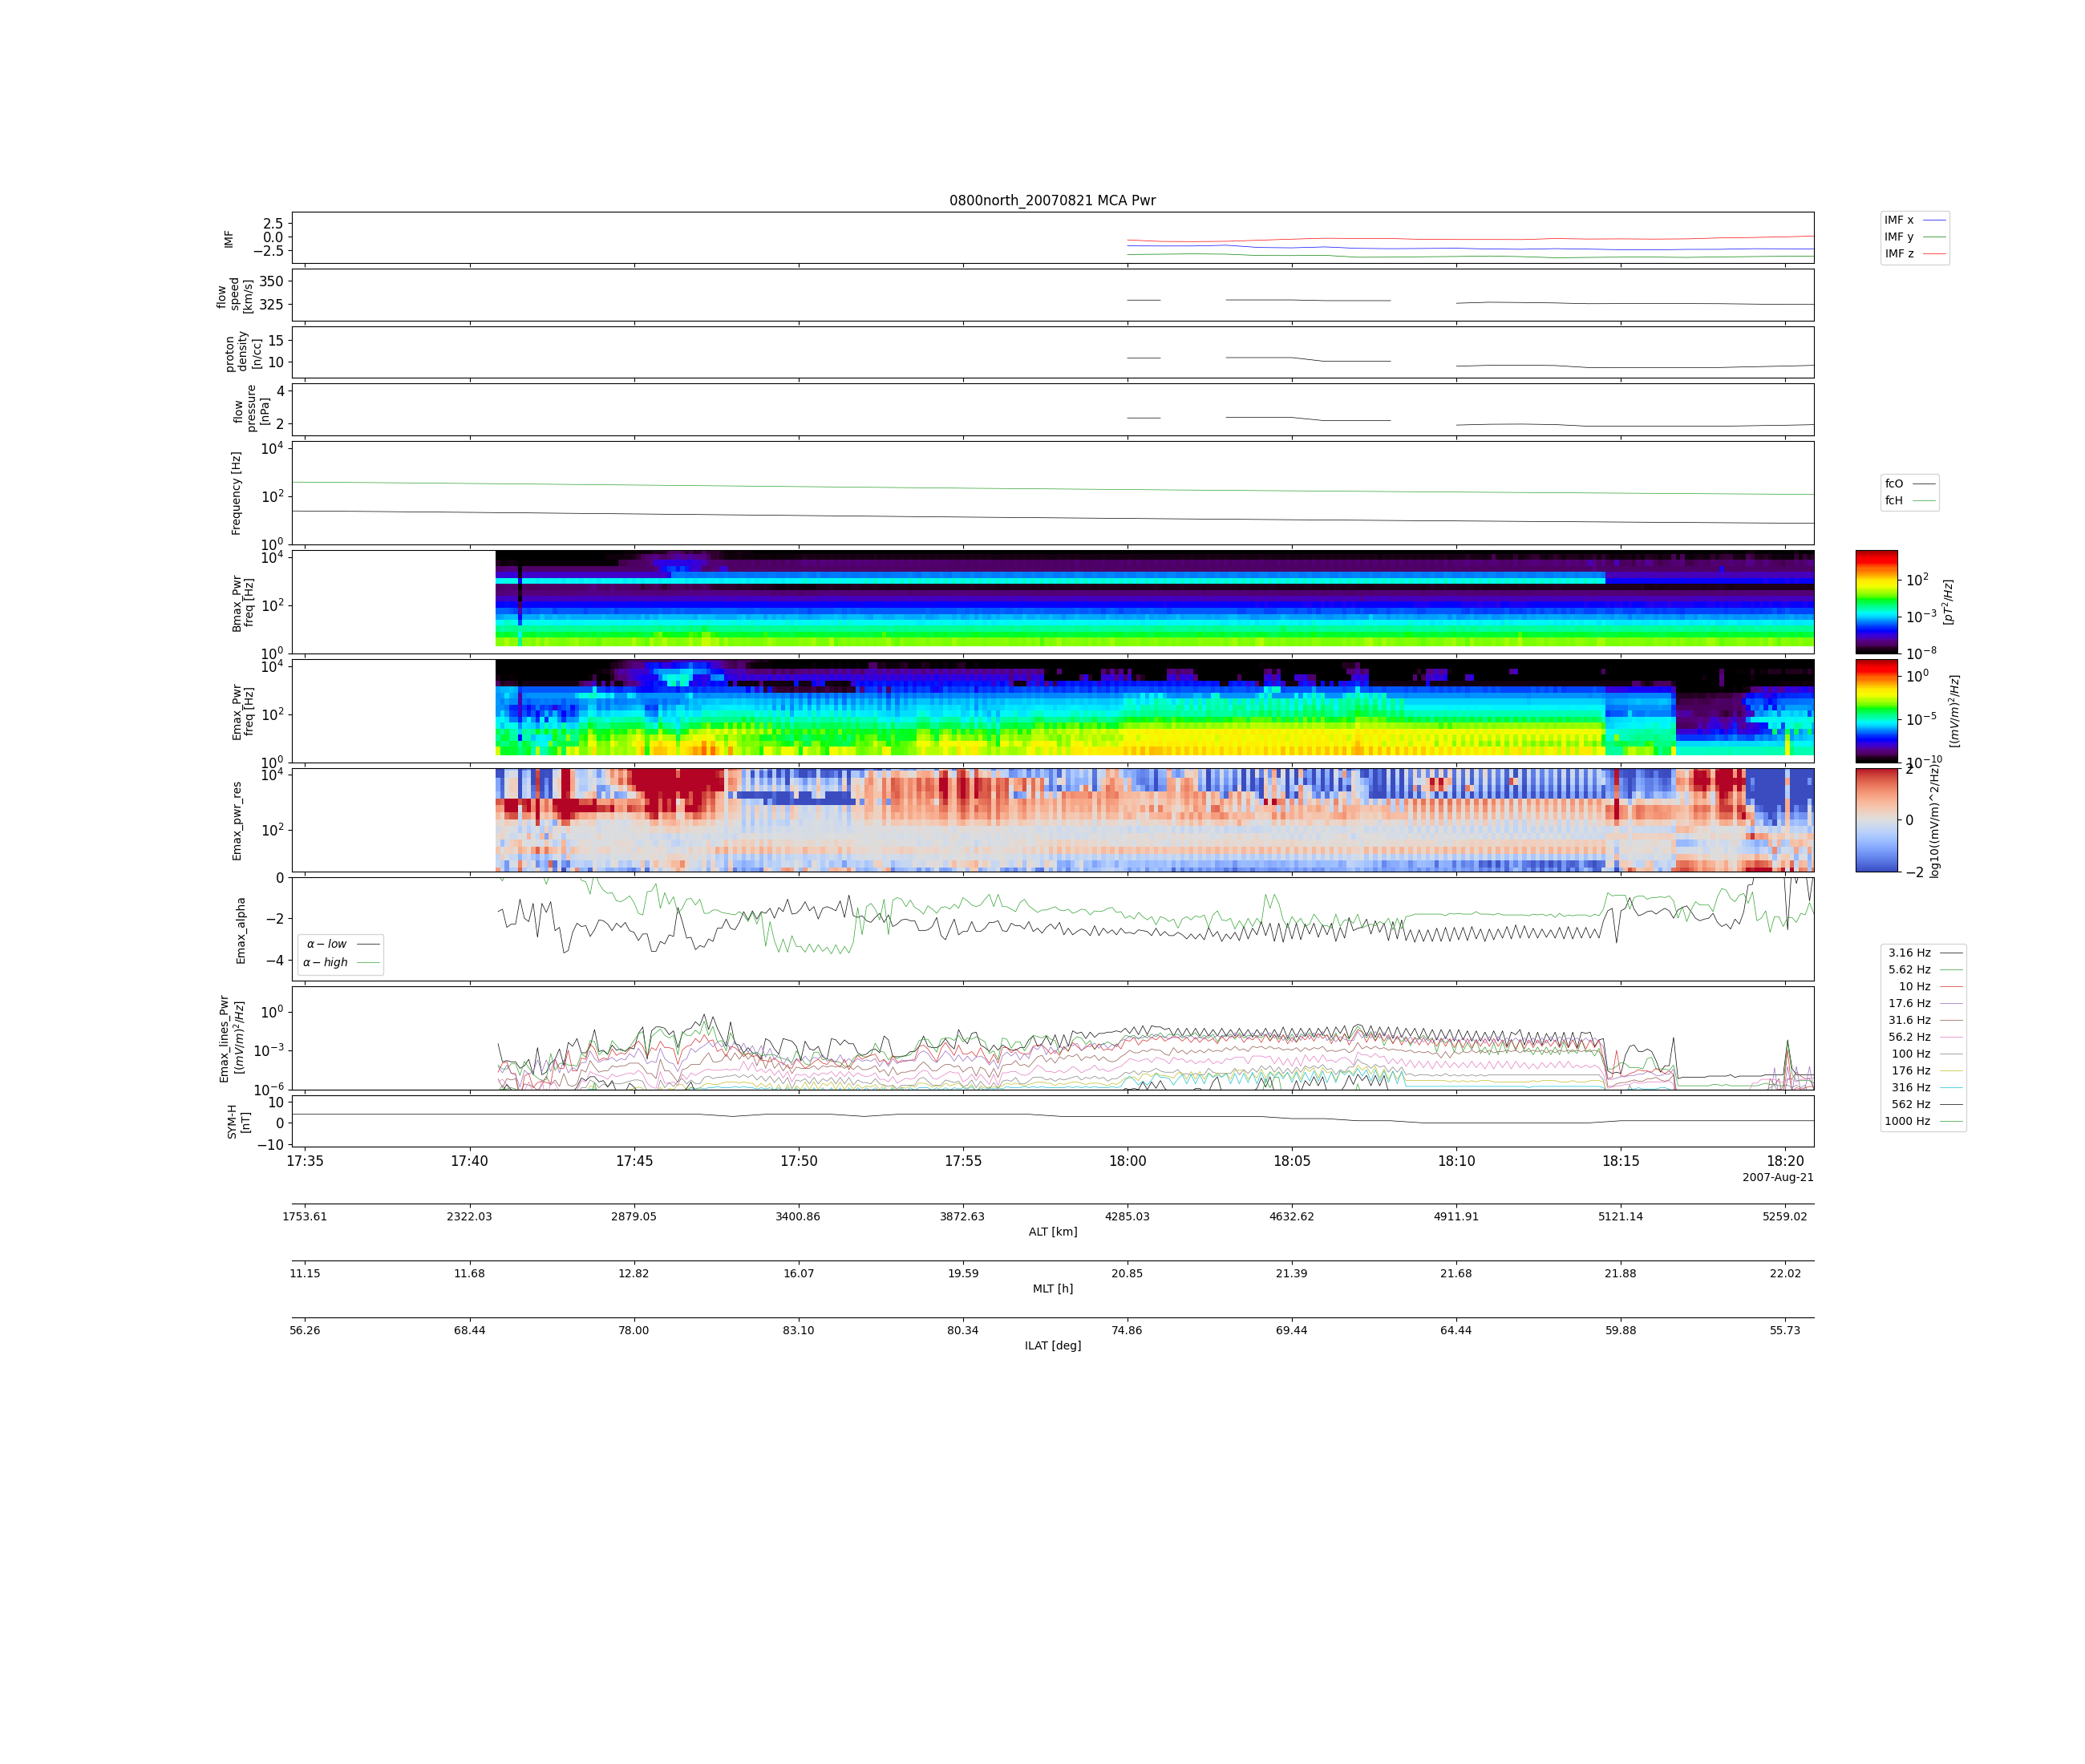 0800north_20070821 MCA Pwr
IMF
2.5
0.0
−2.5
IMF x
IMF y
IMF z
flow
speed
[km/s]
350
325
proton
density
[n/cc]
15
10
flow
pressure
[nPa]
4
2
Frequency [Hz]
10^4
10^2
10^0
fcO
fcH
Bmax_Pwr
freq [Hz]
10^4
10^2
10^0
10^2
10^−3
10^−8
[pT^2/Hz]
Emax_Pwr
freq [Hz]
10^4
10^2
10^0
10^0
10^−5
10^−10
[(mV/m)^2/Hz]
Emax_pwr_res
10^4
10^2
2
0
−2
log10((mV/m)^2/Hz)
Emax_alpha
0
−2
−4
α − low
α − high
Emax_lines_Pwr
[(mV/m)^2/Hz]
10^0
10^−3
10^−6
3.16 Hz
5.62 Hz
10 Hz
17.6 Hz
31.6 Hz
56.2 Hz
100 Hz
176 Hz
316 Hz
562 Hz
1000 Hz
SYM-H
[nT]
10
0
−10
17:35 17:40 17:45 17:50 17:55 18:00 18:05 18:10 18:15 18:20
2007-Aug-21
1753.61 2322.03 2879.05 3400.86 3872.63 4285.03 4632.62 4911.91 5121.14 5259.02
ALT [km]
11.15 11.68 12.82 16.07 19.59 20.85 21.39 21.68 21.88 22.02
MLT [h]
56.26 68.44 78.00 83.10 80.34 74.86 69.44 64.44 59.88 55.73
ILAT [deg]